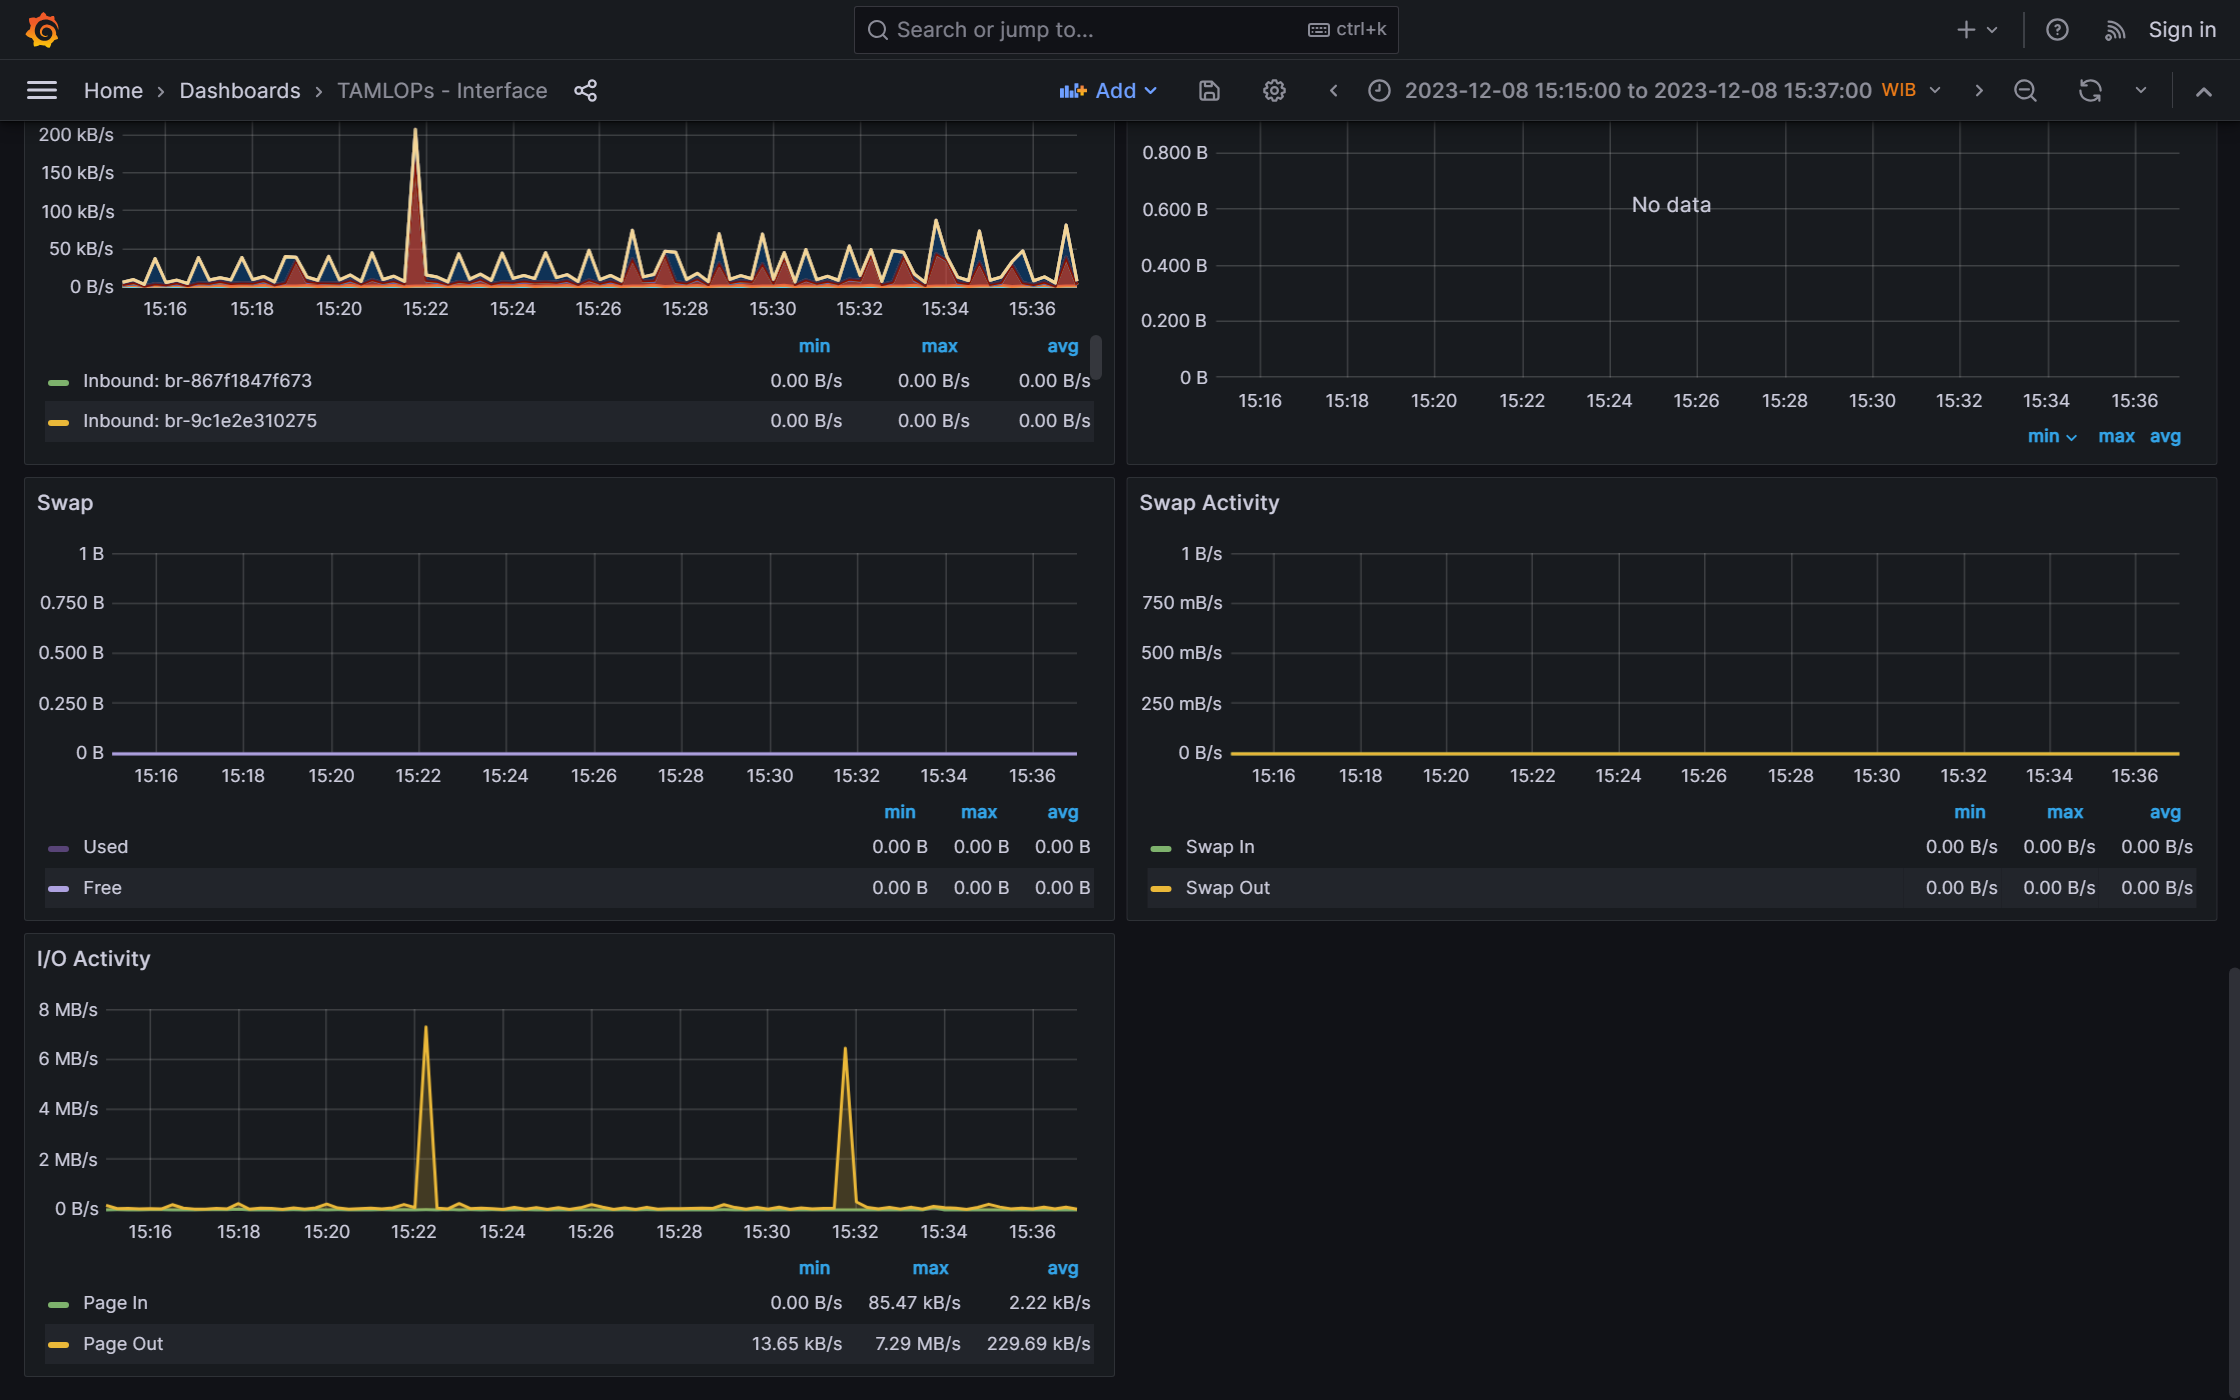 Search or jump to...
ctrl+k
Sign in
Home
Dashboards
TAMLOPs - Interface
Add
2023-12-08 15:15:00 to 2023-12-08 15:37:00
WIB
200 kB/s
150 kB/s
100 kB/s
50 kB/s
0 B/s
15:16 15:18 15:20 15:22 15:24 15:26 15:28 15:30 15:32 15:34 15:36
min max avg
Inbound: br-867f1847f673 0.00 B/s 0.00 B/s 0.00 B/s
Inbound: br-9c1e2e310275 0.00 B/s 0.00 B/s 0.00 B/s
0.800 B
0.600 B
0.400 B
0.200 B
0 B
No data
15:16 15:18 15:20 15:22 15:24 15:26 15:28 15:30 15:32 15:34 15:36
min max avg
Swap
1 B
0.750 B
0.500 B
0.250 B
0 B
15:16 15:18 15:20 15:22 15:24 15:26 15:28 15:30 15:32 15:34 15:36
min max avg
Used 0.00 B 0.00 B 0.00 B
Free 0.00 B 0.00 B 0.00 B
Swap Activity
1 B/s
750 mB/s
500 mB/s
250 mB/s
0 B/s
15:16 15:18 15:20 15:22 15:24 15:26 15:28 15:30 15:32 15:34 15:36
min max avg
Swap In 0.00 B/s 0.00 B/s 0.00 B/s
Swap Out 0.00 B/s 0.00 B/s 0.00 B/s
I/O Activity
8 MB/s
6 MB/s
4 MB/s
2 MB/s
0 B/s
15:16 15:18 15:20 15:22 15:24 15:26 15:28 15:30 15:32 15:34 15:36
min max avg
Page In 0.00 B/s 85.47 kB/s 2.22 kB/s
Page Out 13.65 kB/s 7.29 MB/s 229.69 kB/s